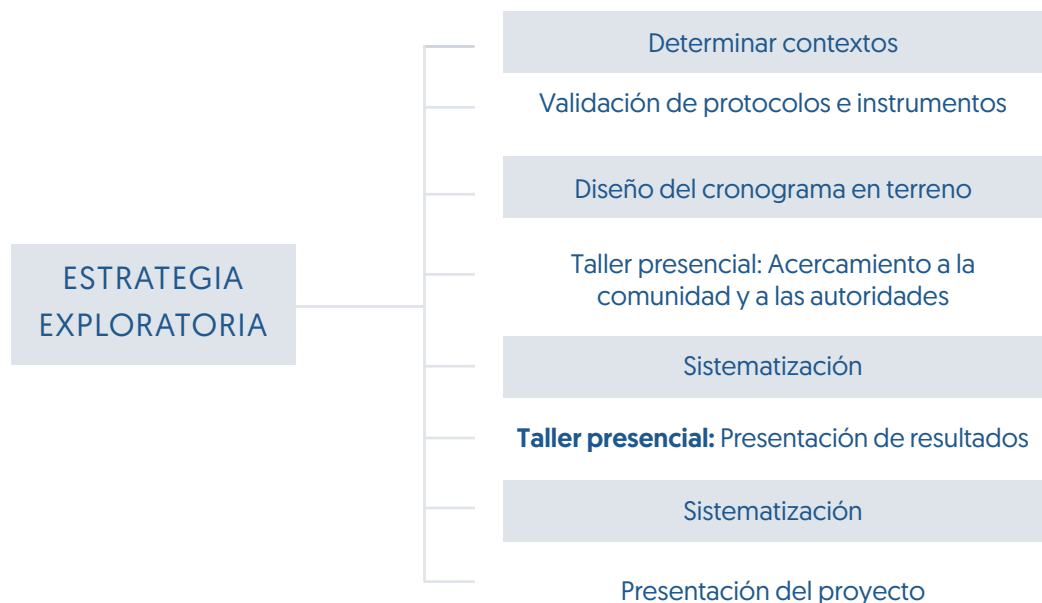 ESTRATEGIA
EXPLORATORIA
Determinar contextos
Validación de protocolos e instrumentos
Diseño del cronograma en terreno
Taller presencial: Acercamiento a la
comunidad y a las autoridades
Sistematización
Taller presencial: Presentación de resultados
Sistematización
Presentación del proyecto